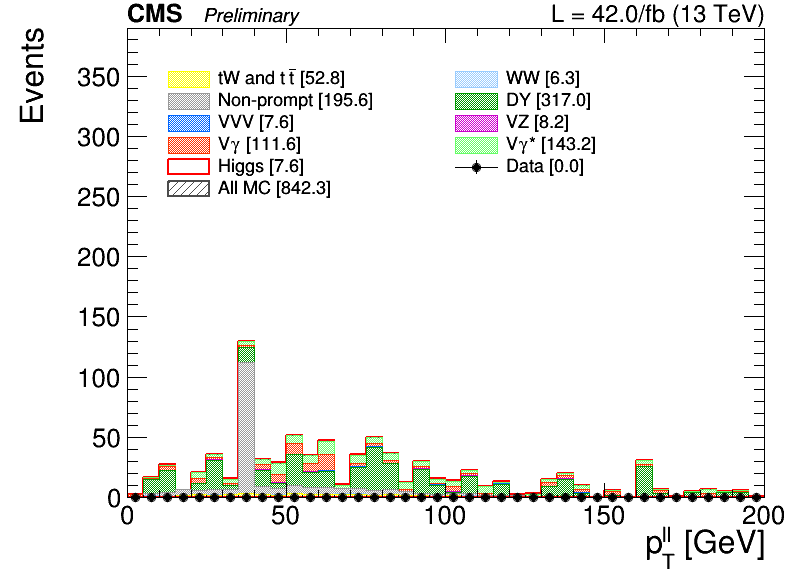 CMS Preliminary L = 42.0/fb (13 TeV)
Events
350
300
250
200
150
100
50
0
tW and t t̄ [52.8]
Non-prompt [195.6]
VVV [7.6]
Vγ [111.6]
Higgs [7.6]
All MC [842.3]
WW [6.3]
DY [317.0]
VZ [8.2]
Vγ* [143.2]
Data [0.0]
0 50 100 150 200
p_T^ll [GeV]